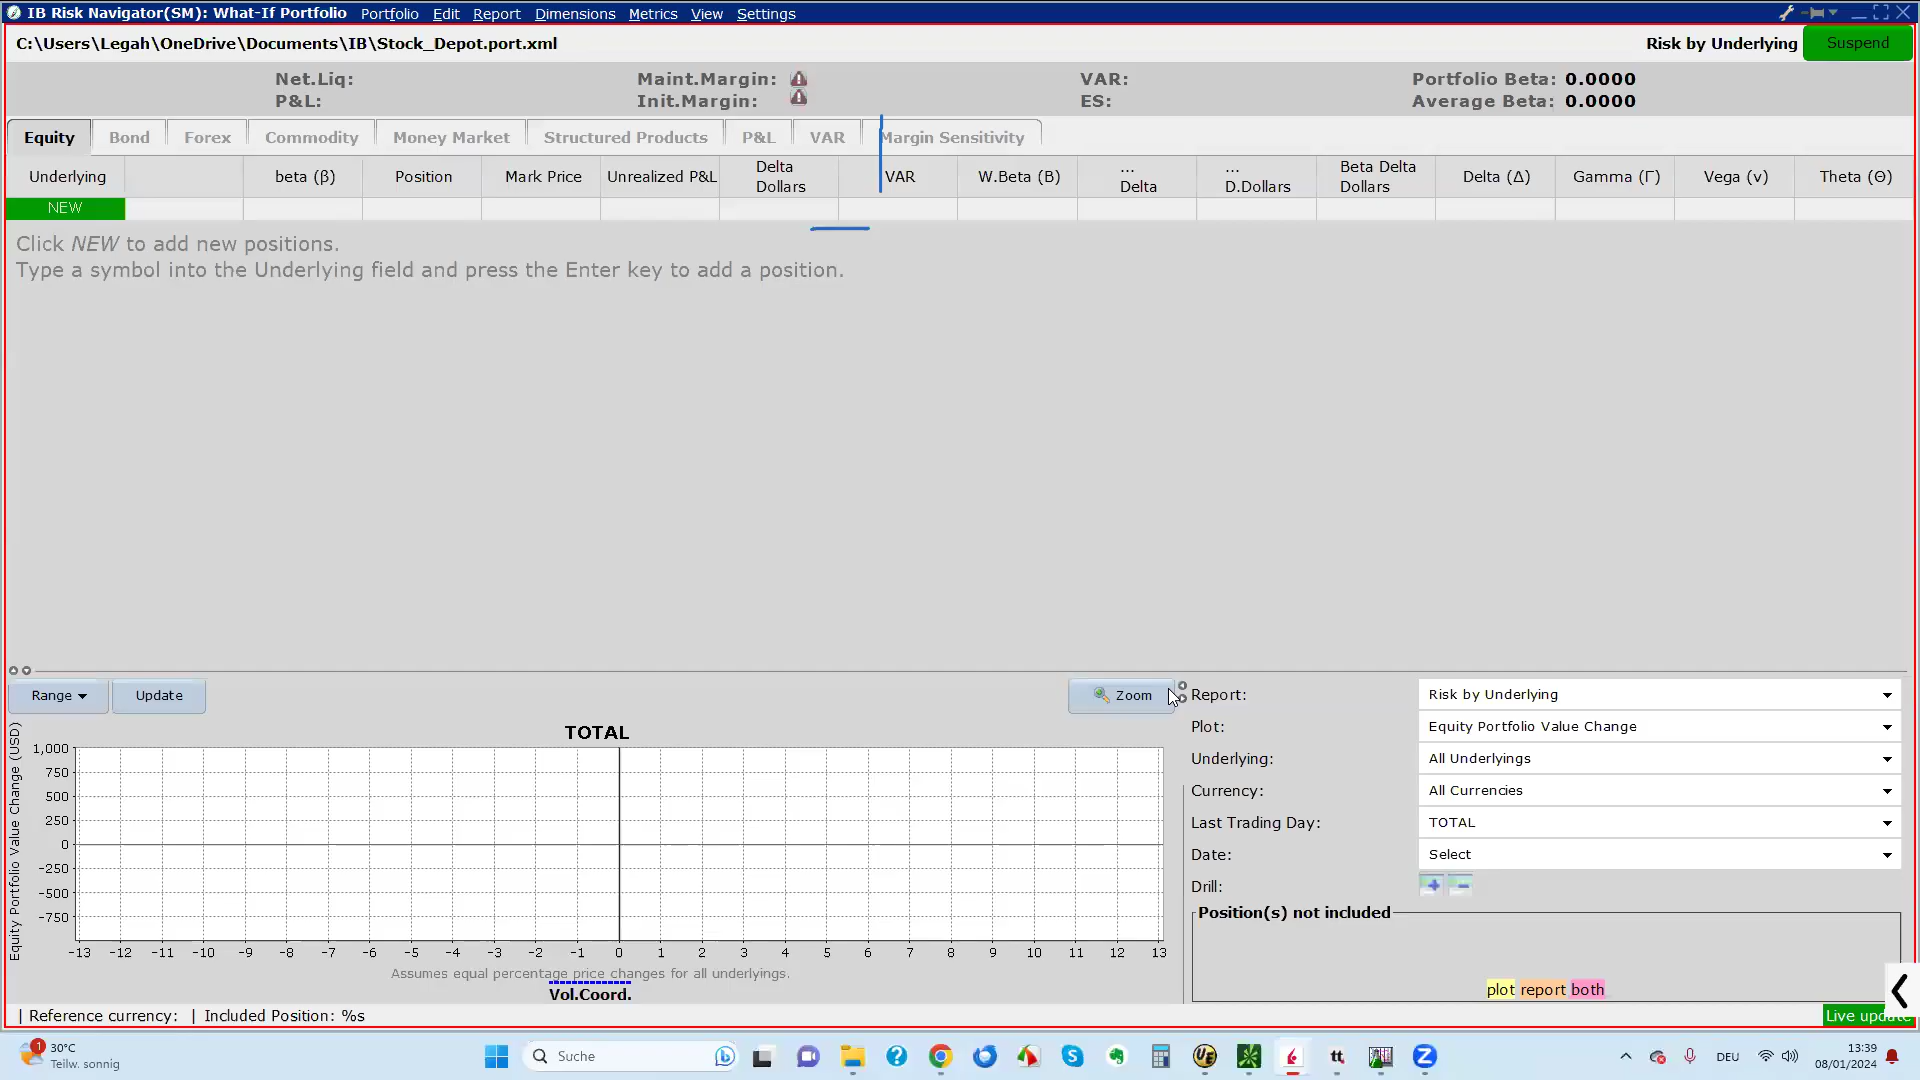 IB Risk Navigator(SM): What-If Portfolio Portfolio Edit Report Dimensions Metrics View Settings
C:\Users\Legah\OneDrive\Documents\IB\Stock_Depot.port.xml Risk by Underlying Suspend
Net.Liq: Maint.Margin: VAR: Portfolio Beta: 0.0000
P&L: Init.Margin: ES: Average Beta: 0.0000
Equity Bond Forex Commodity Money Market Structured Products P&L VAR Margin Sensitivity
Underlying beta (β) Position Mark Price Unrealized P&L Delta Dollars VAR W.Beta (B) ... Delta ... D.Dollars Beta Delta Dollars Delta (Δ) Gamma (Γ) Vega (v) Theta (Θ)
NEW
Click NEW to add new positions.
Type a symbol into the Underlying field and press the Enter key to add a position.
Range Update Zoom
TOTAL
Equity Portfolio Value Change (USD)
1,000
750
500
250
0
-250
-500
-750
-13 -12 -11 -10 -9 -8 -7 -6 -5 -4 -3 -2 -1 0 1 2 3 4 5 6 7 8 9 10 11 12 13
Assumes equal percentage price changes for all underlyings.
Vol.Coord.
Report: Risk by Underlying
Plot: Equity Portfolio Value Change
Underlying: All Underlyings
Currency: All Currencies
Last Trading Day: TOTAL
Date: Select
Drill:
Position(s) not included
plot report both
| Reference currency: | Included Position: %s Live update
1 30°C
Teilw. sonnig
Suche
UE tt Z
DEU
13:39
08/01/2024